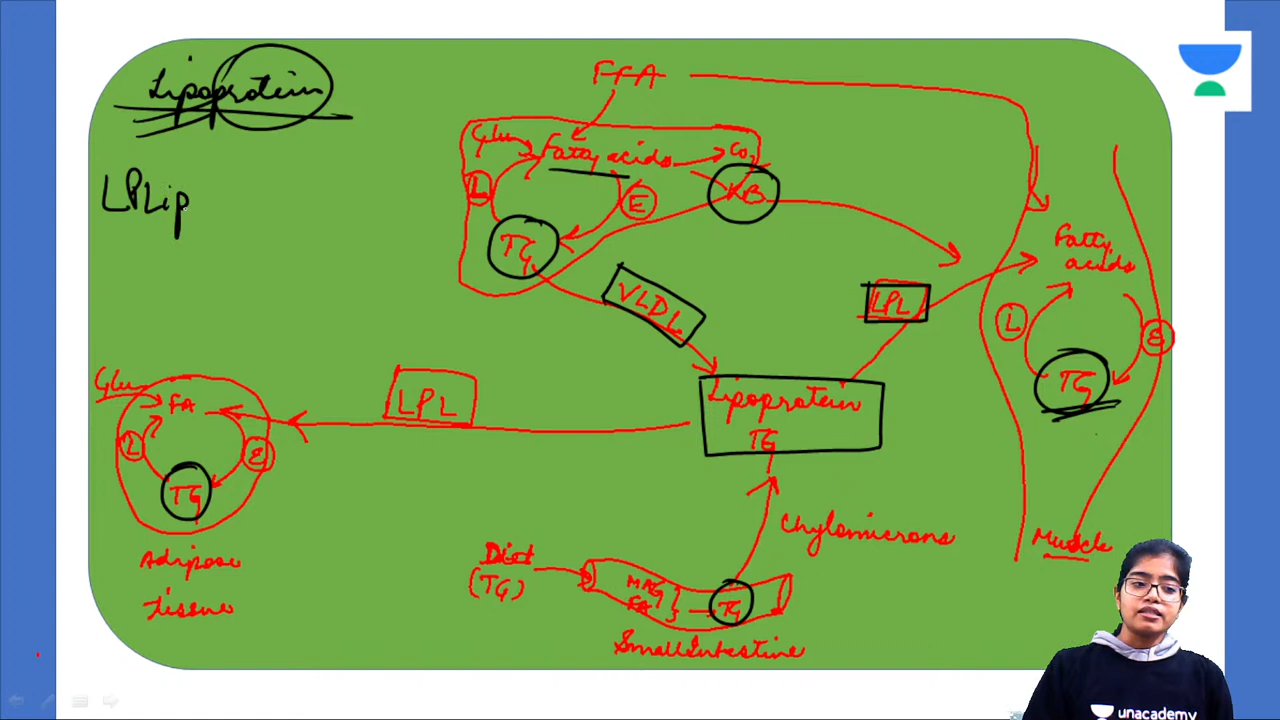 Lipoprotein
LPLip
FFA
Glu
Fatty acids
CO2
L
E
KB
TG
VLDL
LPL
Fatty
acids
L
E
TG
Muscle
Glu
FA
L
E
TG
Adipose
tissue
LPL
Lipoprotein
TG
Chylomicrons
Diet
(TG)
MAG
FA
TG
Small Intestine
unacademy